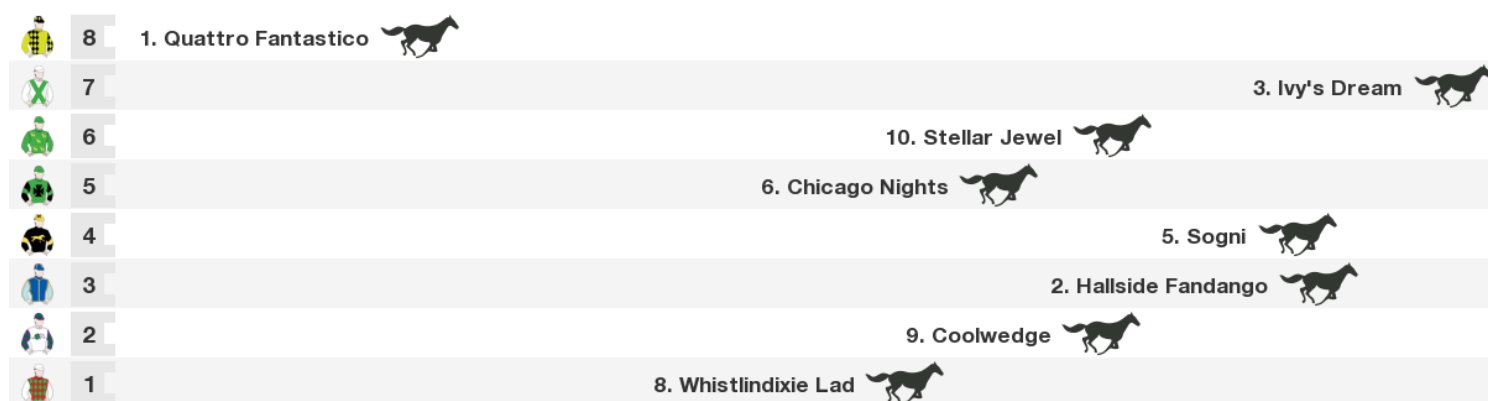 8 1. Quattro Fantastico
7 3. Ivy's Dream
6 10. Stellar Jewel
5 6. Chicago Nights
4 5. Sogni
3 2. Hallside Fandango
2 9. Coolwedge
1 8. Whistlindixie Lad